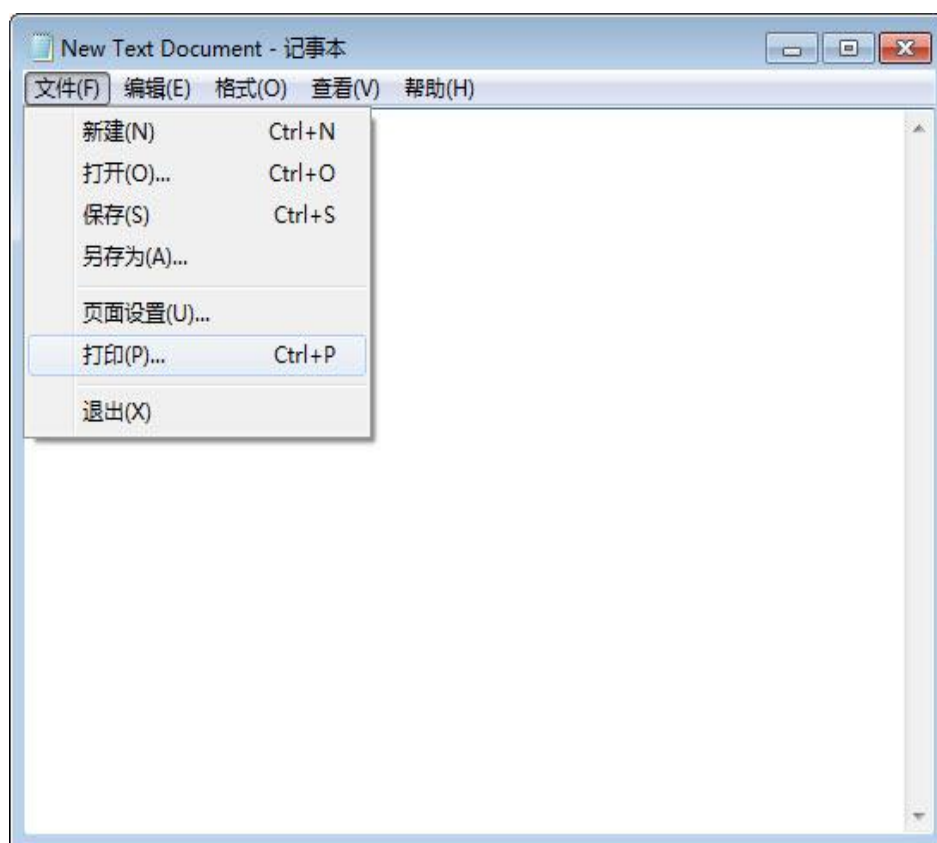 New Text Document - 记事本
文件(F) 编辑(E) 格式(O) 查看(V) 帮助(H)
新建(N) Ctrl+N
打开(O)... Ctrl+O
保存(S) Ctrl+S
另存为(A)...
页面设置(U)...
打印(P)... Ctrl+P
退出(X)